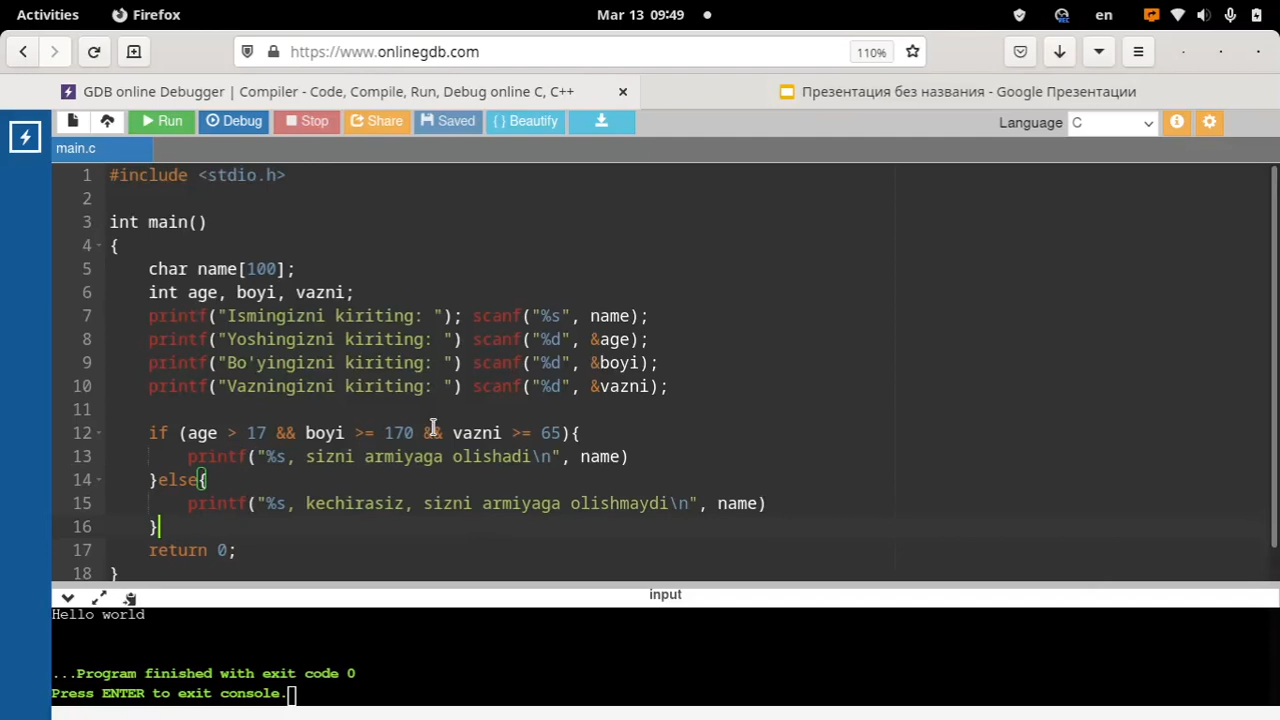 Activities Firefox Mar 13 09:49 en
https://www.onlinegdb.com 110%
GDB online Debugger | Compiler - Code, Compile, Run, Debug online C, C++ Презентация без названия - Google Презентации
Run Debug Stop Share Saved { } Beautify Language C
main.c
1 #include <stdio.h>
2
3 int main()
4 {
5 char name[100];
6 int age, boyi, vazni;
7 printf("Ismingizni kiriting: "); scanf("%s", name);
8 printf("Yoshingizni kiriting: ") scanf("%d", &age);
9 printf("Bo'yingizni kiriting: ") scanf("%d", &boyi);
10 printf("Vazningizni kiriting: ") scanf("%d", &vazni);
11
12 if (age > 17 && boyi >= 170 && vazni >= 65){
13 printf("%s, sizni armiyaga olishadi\n", name)
14 }else{
15 printf("%s, kechirasiz, sizni armiyaga olishmaydi\n", name)
16 }
17 return 0;
18 }
input
Hello world
...Program finished with exit code 0
Press ENTER to exit console.